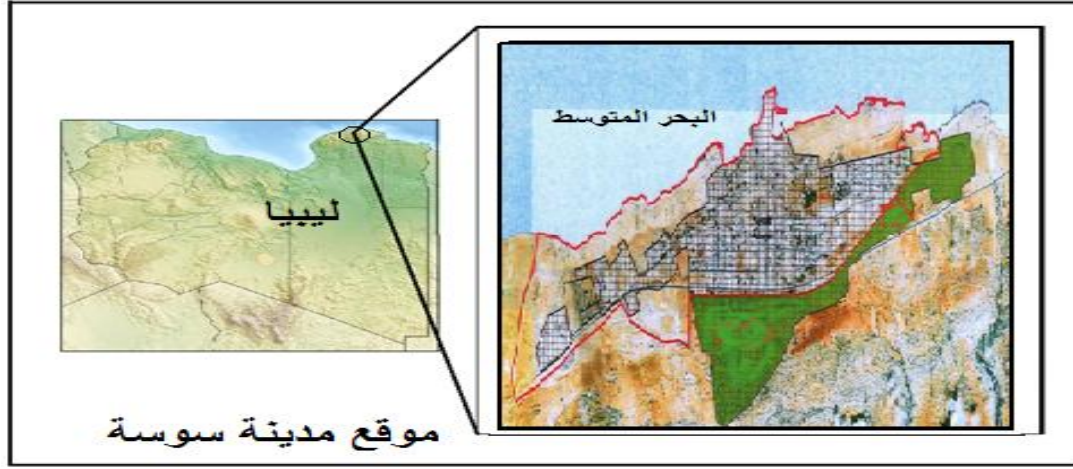 البحر المتوسط
ليبيا
موقع مدينة سوسة